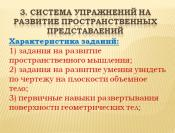 3. СИСТЕМА УПРАЖНЕНИЙ НА
РАЗВИТИЕ ПРОСТРАНСТВЕННЫХ
ПРЕДСТАВЛЕНИЙ
Характеристика заданий:
1) задания на развитие
пространственного мышления;
2) задания на развитие умения увидеть
по чертежу на плоскости объемное
тело;
3) первичные навыки развертывания
поверхности геометрических тел;